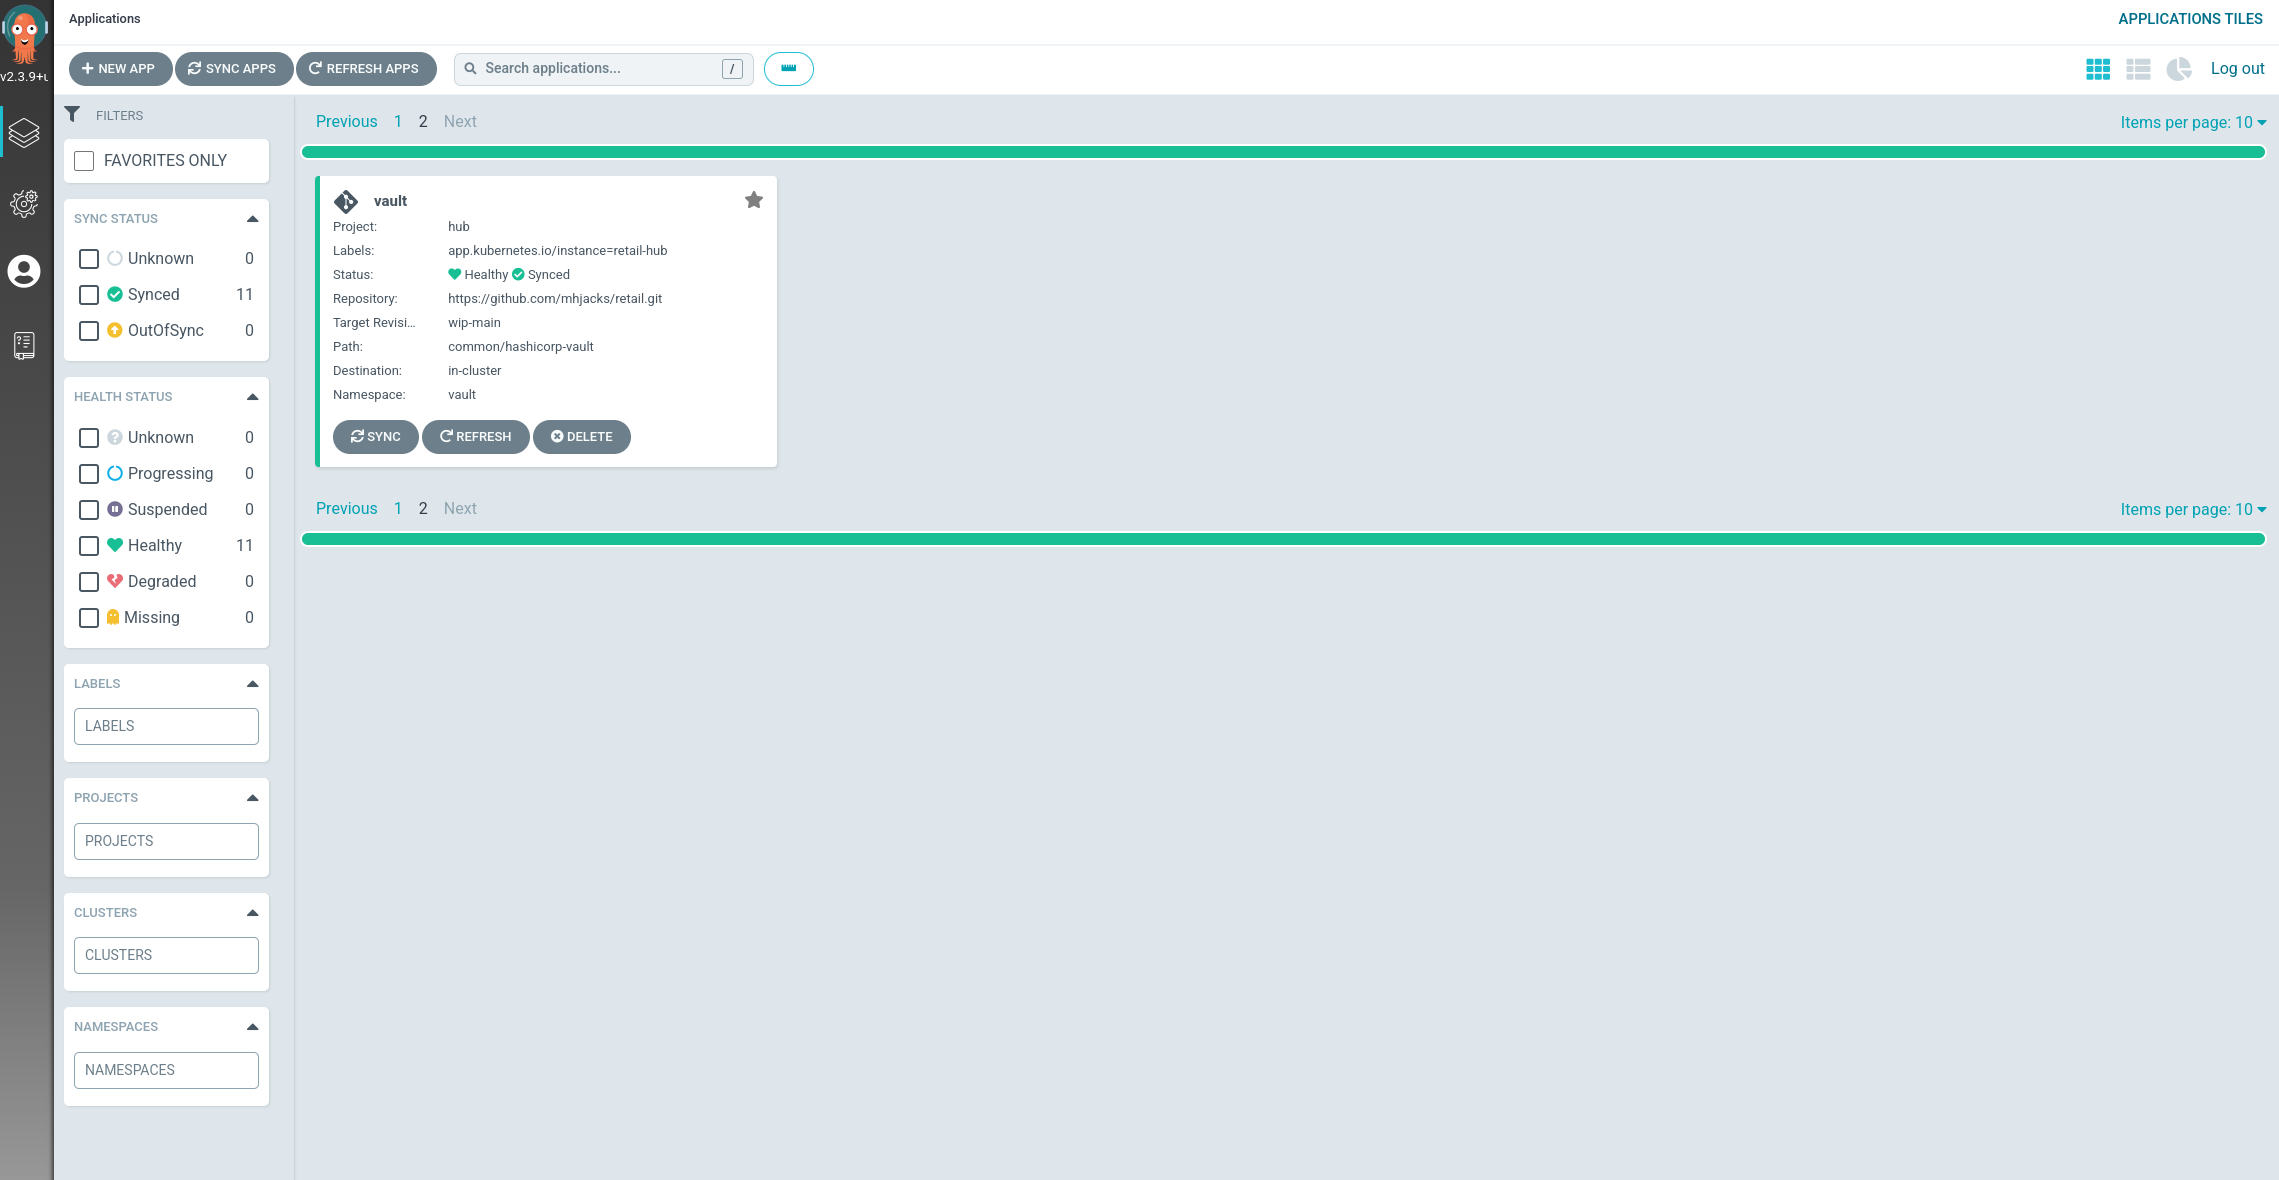 Applications
APPLICATIONS TILES
v2.3.9+u
NEW APP SYNC APPS REFRESH APPS Search applications... / Log out
FILTERS
FAVORITES ONLY
SYNC STATUS
Unknown 0
Synced 11
OutOfSync 0
HEALTH STATUS
Unknown 0
Progressing 0
Suspended 0
Healthy 11
Degraded 0
Missing 0
LABELS
LABELS
PROJECTS
PROJECTS
CLUSTERS
CLUSTERS
NAMESPACES
NAMESPACES
Previous 1 2 Next Items per page: 10
vault
Project: hub
Labels: app.kubernetes.io/instance=retail-hub
Status: Healthy Synced
Repository: https://github.com/mhjacks/retail.git
Target Revisi... wip-main
Path: common/hashicorp-vault
Destination: in-cluster
Namespace: vault
SYNC REFRESH DELETE
Previous 1 2 Next Items per page: 10